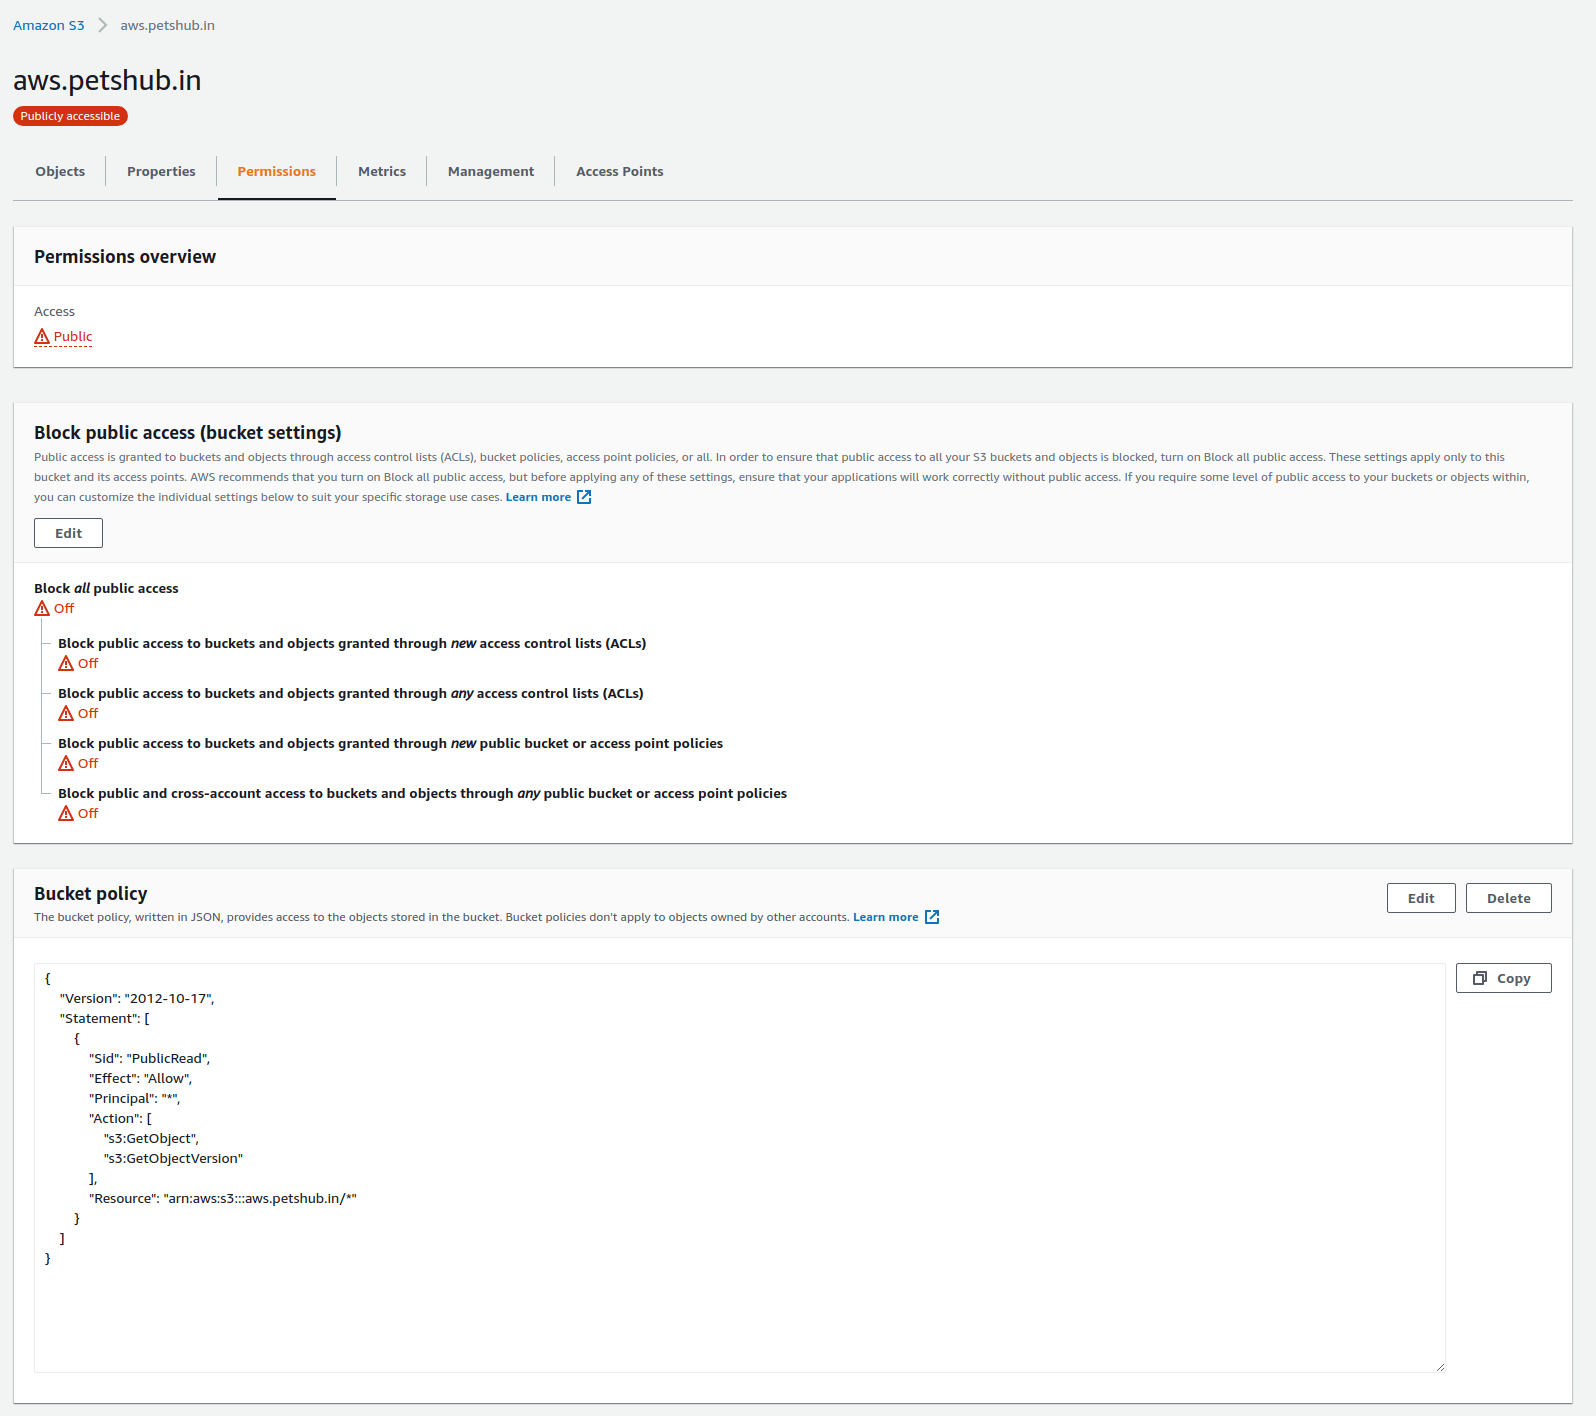 Amazon S3 > aws.petshub.in
aws.petshub.in
Publicly accessible
Objects Properties Permissions Metrics Management Access Points
Permissions overview
Access
Public
Block public access (bucket settings)
Public access is granted to buckets and objects through access control lists (ACLs), bucket policies, access point policies, or all. In order to ensure that public access to all your S3 buckets and objects is blocked, turn on Block all public access. These settings apply only to this
bucket and its access points. AWS recommends that you turn on Block all public access, but before applying any of these settings, ensure that your applications will work correctly without public access. If you require some level of public access to your buckets or objects within,
you can customize the individual settings below to suit your specific storage use cases. Learn more
Edit
Block all public access
Off
Block public access to buckets and objects granted through new access control lists (ACLs)
Off
Block public access to buckets and objects granted through any access control lists (ACLs)
Off
Block public access to buckets and objects granted through new public bucket or access point policies
Off
Block public and cross-account access to buckets and objects through any public bucket or access point policies
Off
Bucket policy
Edit Delete
The bucket policy, written in JSON, provides access to the objects stored in the bucket. Bucket policies don't apply to objects owned by other accounts. Learn more
Copy
{
"Version": "2012-10-17",
"Statement": [
{
"Sid": "PublicRead",
"Effect": "Allow",
"Principal": "*",
"Action": [
"s3:GetObject",
"s3:GetObjectVersion"
],
"Resource": "arn:aws:s3:::aws.petshub.in/*"
}
]
}